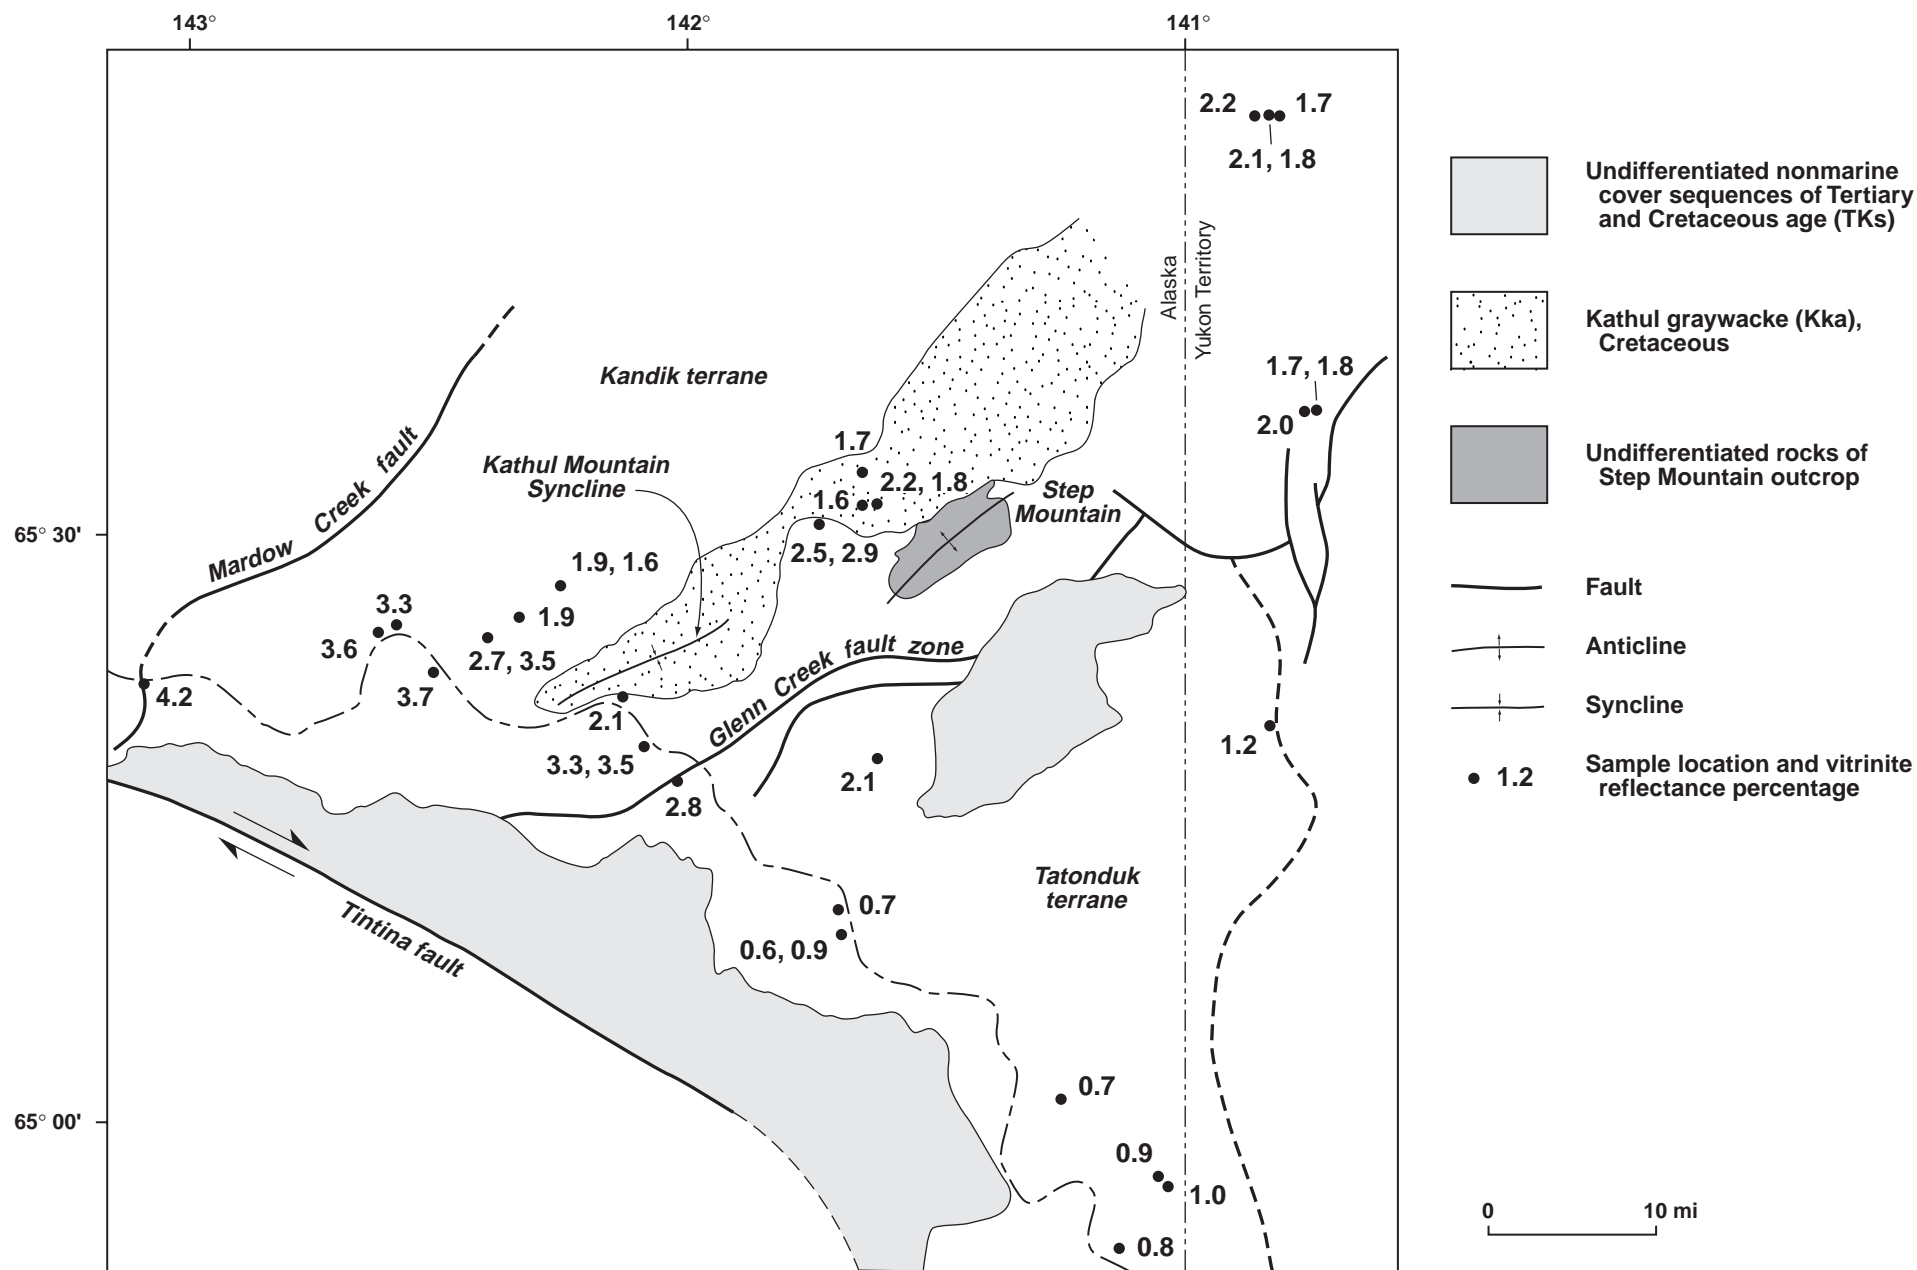 143°
142°
141°
2.2
1.7
2.1, 1.8
Undifferentiated nonmarine
cover sequences of Tertiary
and Cretaceous age (TKs)
Alaska
Yukon Territory
Kathul graywacke (Kka),
Cretaceous
Kandik terrane
1.7, 1.8
2.0
Mardow Creek fault
Kathul Mountain
Syncline
1.7
2.2, 1.8
1.6
2.5, 2.9
Step
Mountain
Undifferentiated rocks of
Step Mountain outcrop
65° 30'
1.9, 1.6
1.9
3.3
3.6
2.7, 3.5
3.7
4.2
2.1
3.3, 3.5
2.8
Glenn Creek fault zone
2.1
1.2
Fault
Anticline
Syncline
1.2
Sample location and vitrinite
reflectance percentage
Tatonduk
terrane
0.7
0.6, 0.9
Tintina fault
65° 00'
0.7
0.9
1.0
0.8
0
10 mi